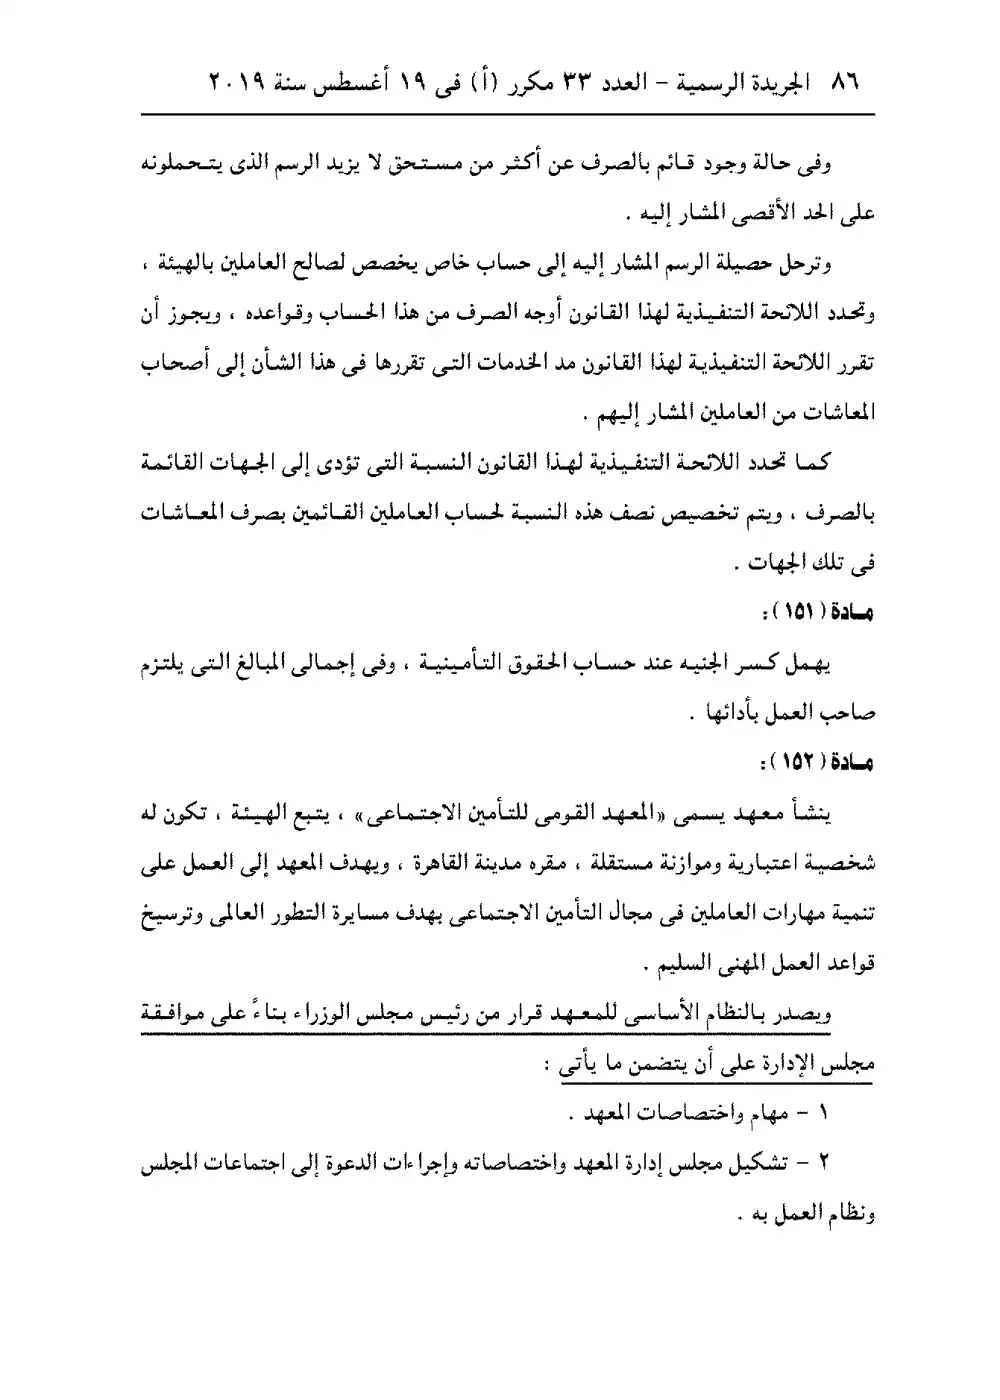 ٨٦ الجريدة الرسمية - العدد ٣٣ مكرر (أ) فى ١٩ أغسطس سنة ٢٠١٩
وفى حالة وجود قائم بالصرف عن أكثر من مستحق لا يزيد الرسم الذى يتحملونه
على الحد الأقصى المشار إليه .
وترحل حصيلة الرسم المشار إليه إلى حساب خاص يخصص لصالح العاملين بالهيئة ،
وتحدد اللائحة التنفيذية لهذا القانون أوجه الصرف من هذا الحساب وقواعده ، ويجوز أن
تقرر اللائحة التنفيذية لهذا القانون مد الخدمات التى تقررها فى هذا الشأن إلى أصحاب
المعاشات من العاملين المشار إليهم .
كما تحدد اللائحة التنفيذية لهذا القانون النسبة التى تؤدى إلى الجهات القائمة
بالصرف ، ويتم تخصيص نصف هذه النسبة لحساب العاملين القائمين بصرف المعاشات
فى تلك الجهات .
مادة (١٥١):
يهمل كسر الجنيه عند حساب الحقوق التأمينية ، وفى إجمالى المبالغ التى يلتزم
صاحب العمل بأدائها .
مادة (١٥٢):
ينشأ معهد يسمى «المعهد القومى للتأمين الاجتماعى» ، يتبع الهيئة ، تكون له
شخصية اعتبارية وموازنة مستقلة ، مقره مدينة القاهرة ، ويهدف المعهد إلى العمل على
تنمية مهارات العاملين فى مجال التأمين الاجتماعى بهدف مسايرة التطور العالمى وترسيخ
قواعد العمل المهنى السليم .
ويصدر بالنظام الأساسى للمعهد قرار من رئيس مجلس الوزراء بناءً على موافقة
مجلس الإدارة على أن يتضمن ما يأتى :
١ - مهام واختصاصات المعهد .
٢ - تشكيل مجلس إدارة المعهد واختصاصاته وإجراءات الدعوة إلى اجتماعات المجلس
ونظام العمل به .